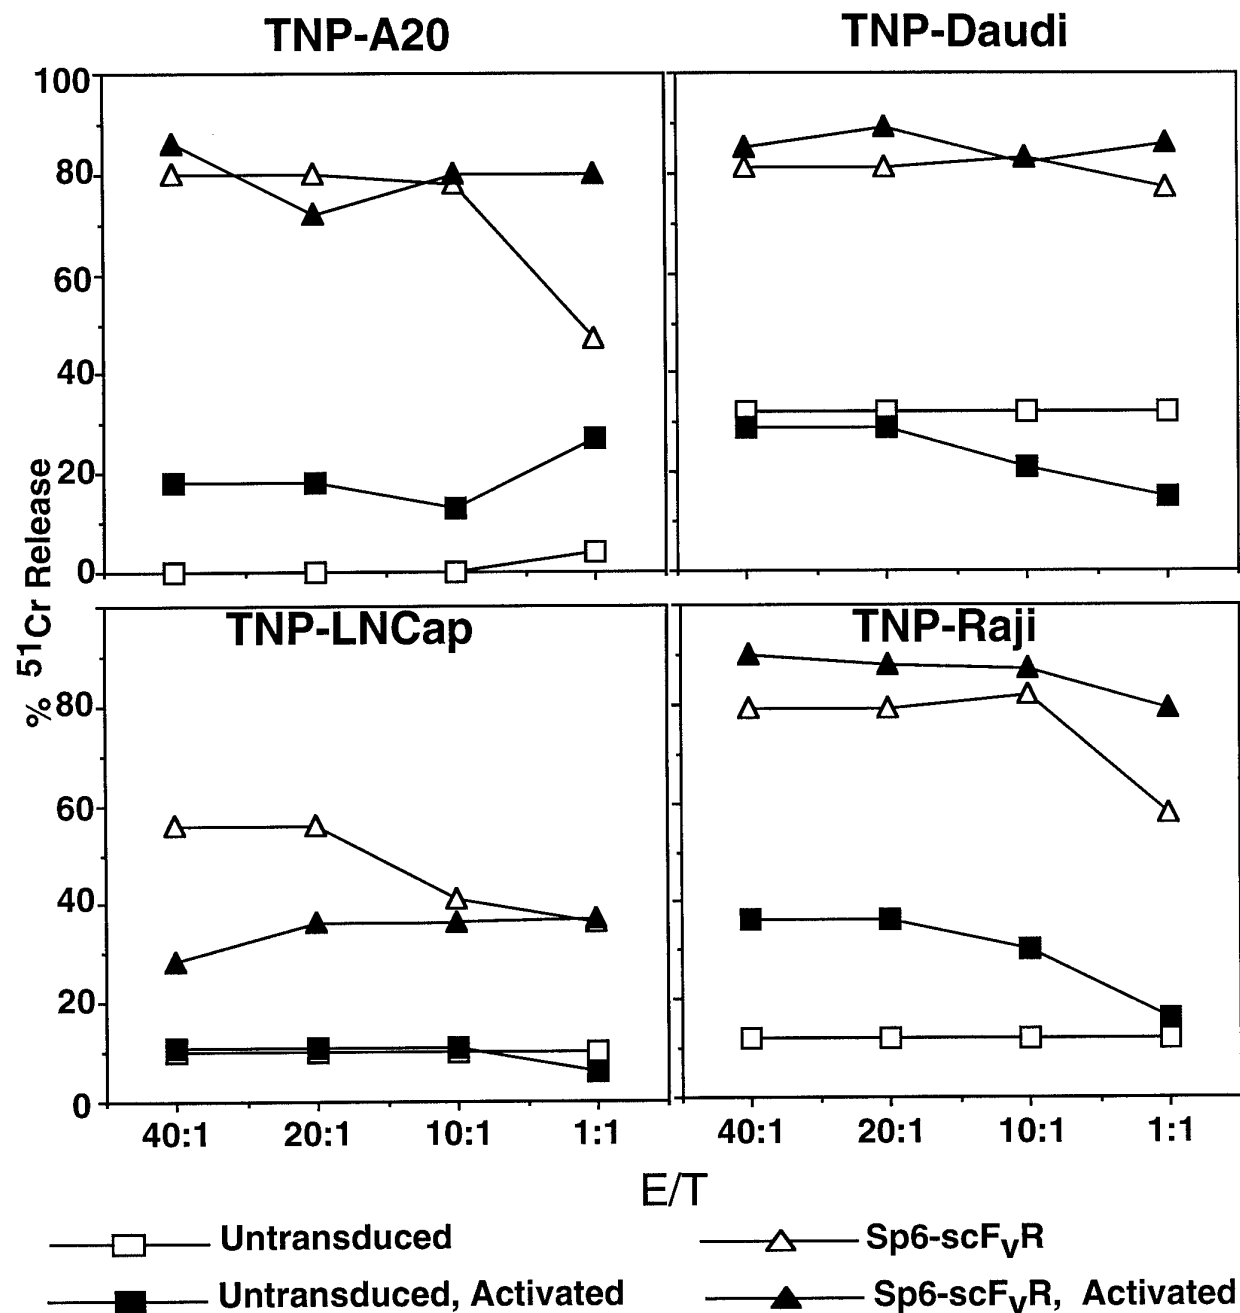 TNP-A20
TNP-Daudi
100
80
60
40
20
0
% 51Cr Release
TNP-LNCap
TNP-Raji
80
60
40
20
0
40:1 20:1 10:1 1:1
40:1 20:1 10:1 1:1
E/T
Untransduced
Sp6-scFvR
Untransduced, Activated
Sp6-scFvR, Activated